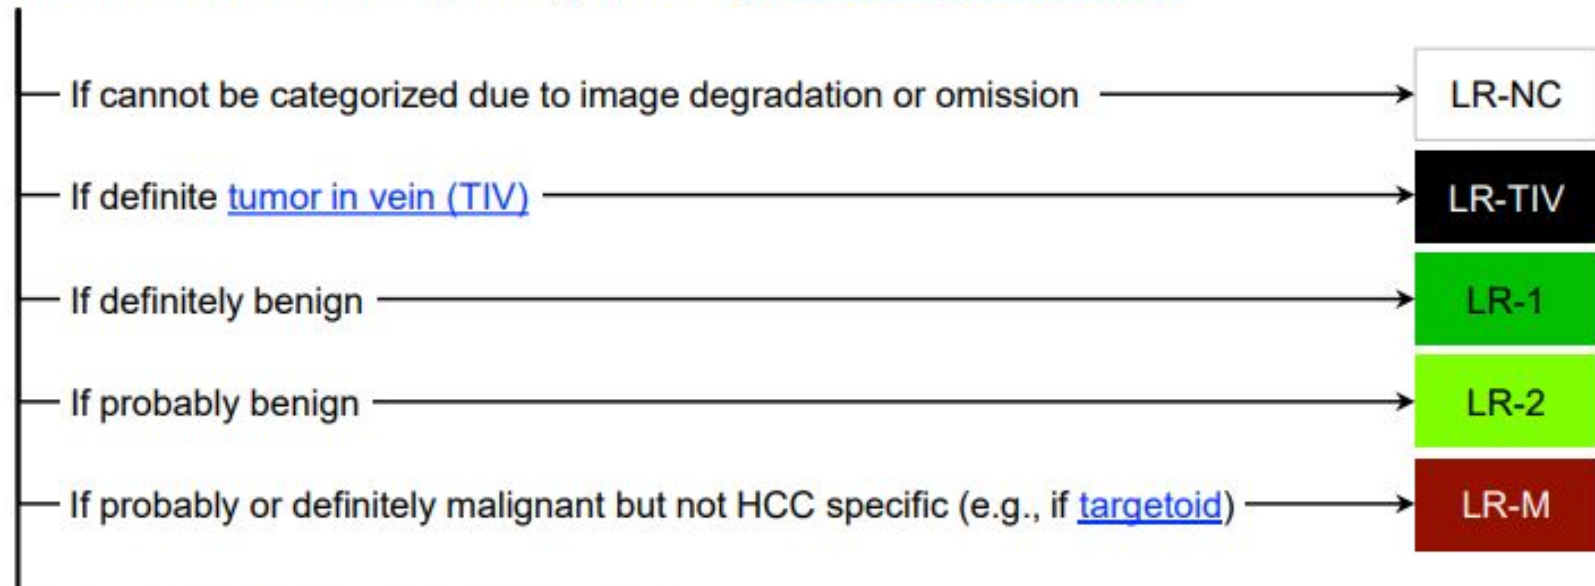 If cannot be categorized due to image degradation or omission LR-NC
If definite tumor in vein (TIV) LR-TIV
If definitely benign LR-1
If probably benign LR-2
If probably or definitely malignant but not HCC specific (e.g., if targetoid) LR-M